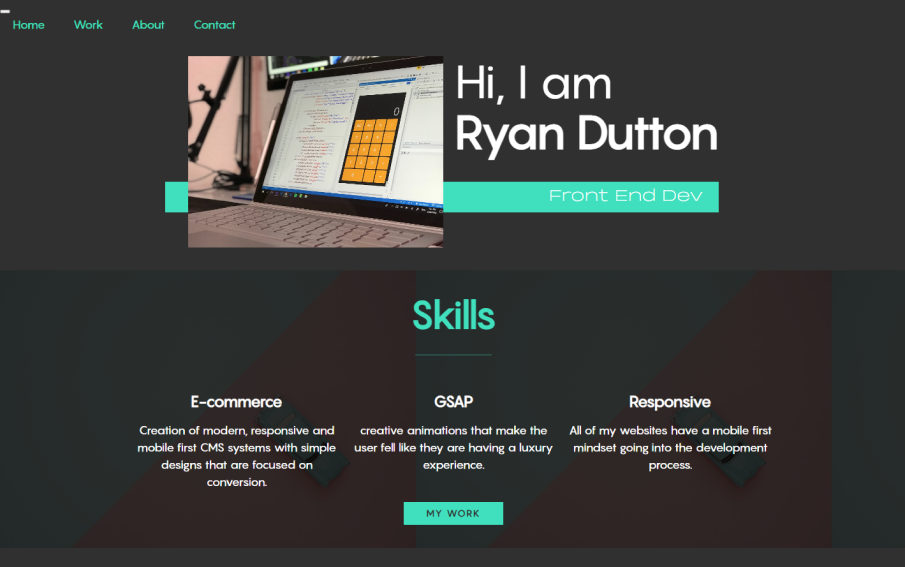 Home Work About Contact
Hi, I am
Ryan Dutton
Front End Dev
Skills
E-commerce
Creation of modern, responsive and
mobile first CMS systems with simple
designs that are focused on
conversion.
GSAP
creative animations that make the
user fell like they are having a luxury
experience.
Responsive
All of my websites have a mobile first
mindset going into the development
process.
MY WORK